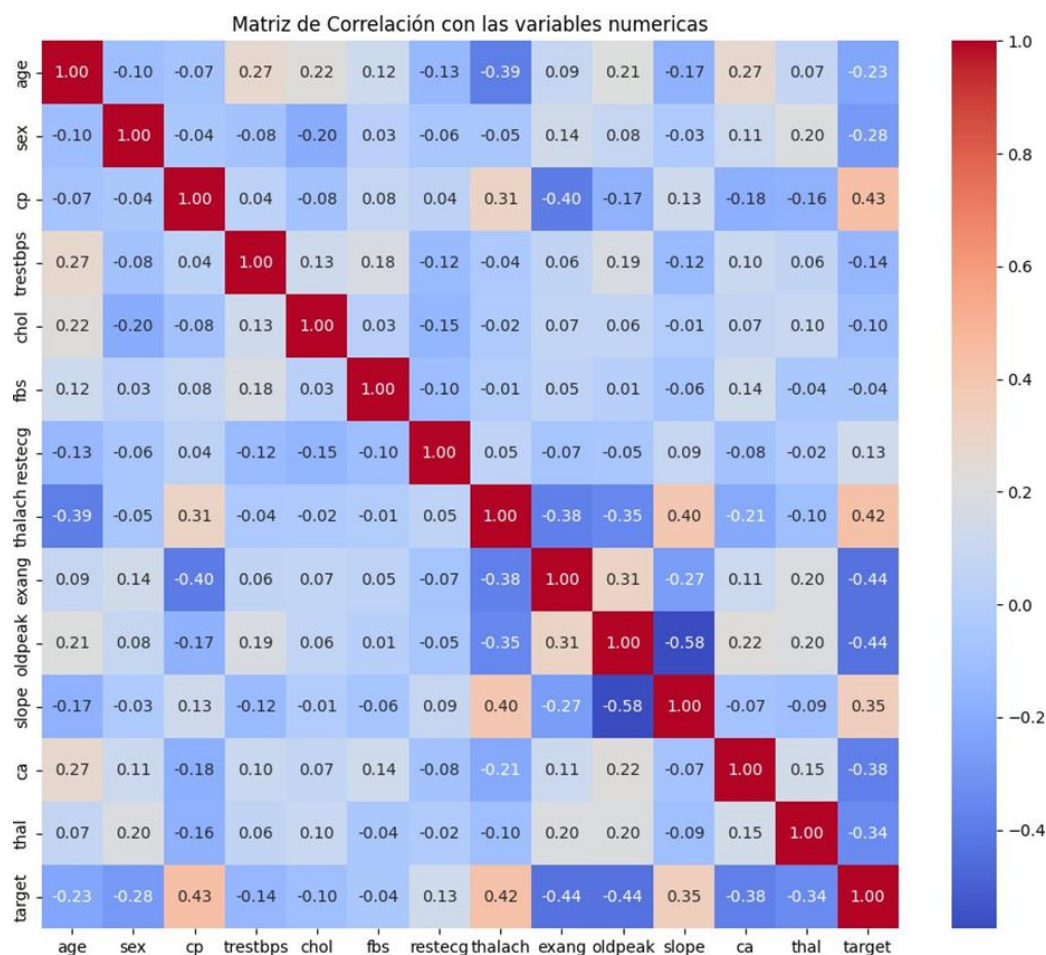 Matriz de Correlación con las variables numericas
age 1.00 -0.10 -0.07 0.27 0.22 0.12 -0.13 -0.39 0.09 0.21 -0.17 0.27 0.07 -0.23
sex -0.10 1.00 -0.04 -0.08 -0.20 0.03 -0.06 -0.05 0.14 0.08 -0.03 0.11 0.20 -0.28
cp -0.07 -0.04 1.00 0.04 -0.08 0.08 0.04 0.31 -0.40 -0.17 0.13 -0.18 -0.16 0.43
trestbps 0.27 -0.08 0.04 1.00 0.13 0.18 -0.12 -0.04 0.06 0.19 -0.12 0.10 0.06 -0.14
chol 0.22 -0.20 -0.08 0.13 1.00 0.03 -0.15 -0.02 0.07 0.06 -0.01 0.07 0.10 -0.10
fbs 0.12 0.03 0.08 0.18 0.03 1.00 -0.10 -0.01 0.05 0.01 -0.06 0.14 -0.04 -0.04
restecg -0.13 -0.06 0.04 -0.12 -0.15 -0.10 1.00 0.05 -0.07 -0.05 0.09 -0.08 -0.02 0.13
thalach -0.39 -0.05 0.31 -0.04 -0.02 -0.01 0.05 1.00 -0.38 -0.35 0.40 -0.21 -0.10 0.42
exang 0.09 0.14 -0.40 0.06 0.07 0.05 -0.07 -0.38 1.00 0.31 -0.27 0.11 0.20 -0.44
oldpeak 0.21 0.08 -0.17 0.19 0.06 0.01 -0.05 -0.35 0.31 1.00 -0.58 0.22 0.20 -0.44
slope -0.17 -0.03 0.13 -0.12 -0.01 -0.06 0.09 0.40 -0.27 -0.58 1.00 -0.07 -0.09 0.35
ca 0.27 0.11 -0.18 0.10 0.07 0.14 -0.08 -0.21 0.11 0.22 -0.07 1.00 0.15 -0.38
thal 0.07 0.20 -0.16 0.06 0.10 -0.04 -0.02 -0.10 0.20 0.20 -0.09 0.15 1.00 -0.34
target -0.23 -0.28 0.43 -0.14 -0.10 -0.04 0.13 0.42 -0.44 -0.44 0.35 -0.38 -0.34 1.00
age sex cp trestbps chol fbs restecg thalach exang oldpeak slope ca thal target
1.0
0.8
0.6
0.4
0.2
0.0
−0.2
−0.4